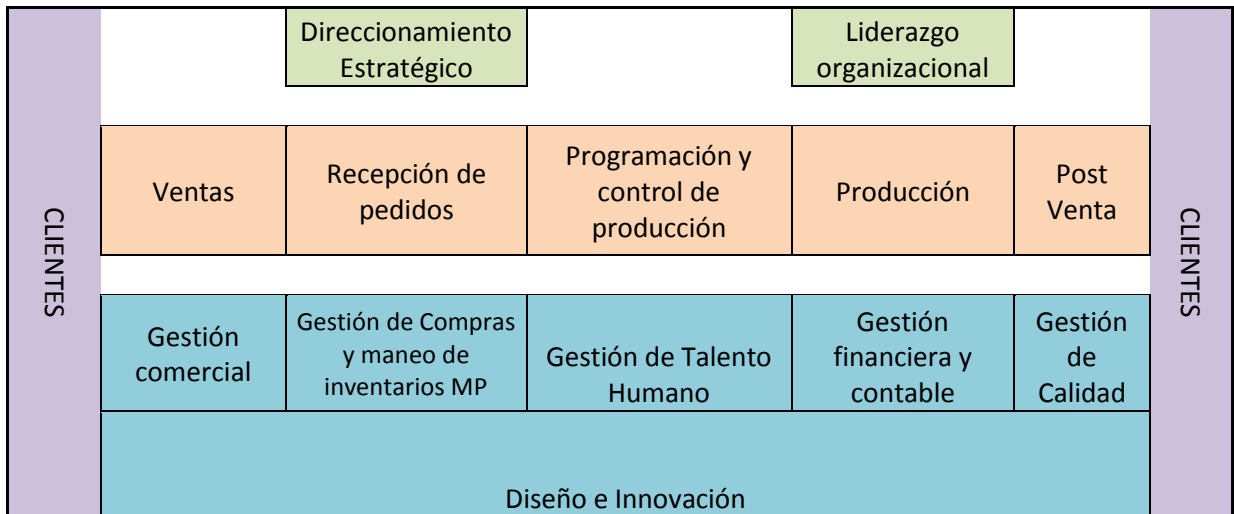 Direccionamiento
Estratégico
Liderazgo
organizacional
CLIENTES
Ventas
Recepción de
pedidos
Programación y
control de
producción
Producción
Post
Venta
CLIENTES
Gestión
comercial
Gestión de Compras
y maneo de
inventarios MP
Gestión de Talento
Humano
Gestión
financiera y
contable
Gestión
de
Calidad
Diseño e Innovación